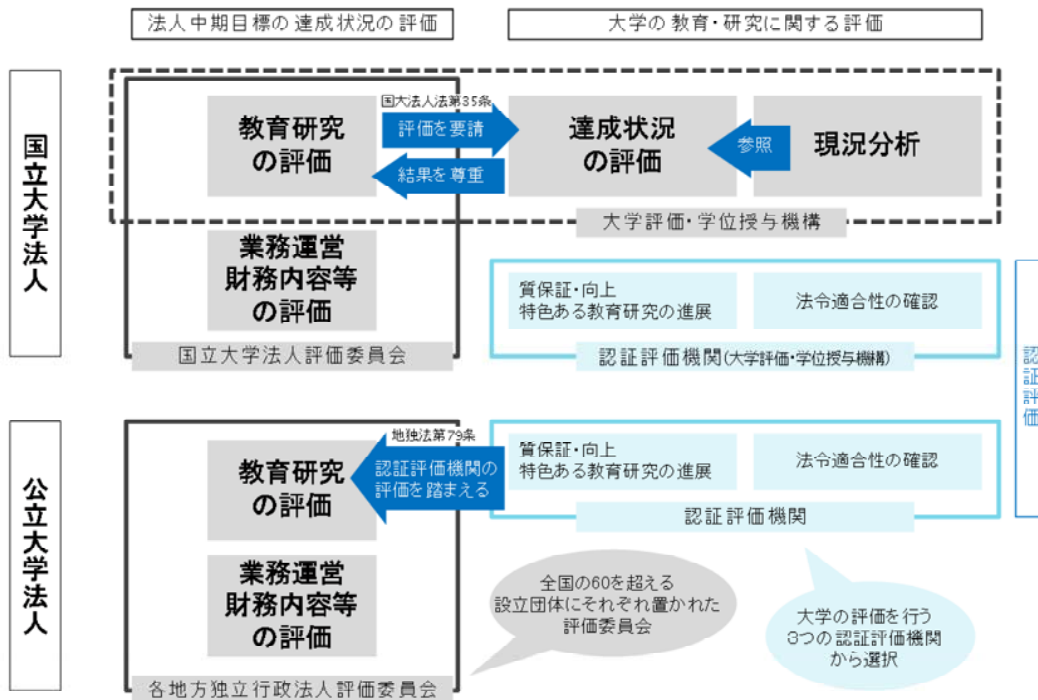 法人中期目標の達成状況の評価
大学の教育・研究に関する評価
国立大学法人
国大法人法第35条
教育研究
の評価
評価を要請
結果を尊重
達成状況
の評価
参照
現況分析
大学評価・学位授与機構
業務運営
財務内容等
の評価
国立大学法人評価委員会
質保証・向上
特色ある教育研究の進展
法令適合性の確認
認証評価機関(大学評価・学位授与機構)
認証評価
公立大学法人
地独法第79条
教育研究
の評価
認証評価機関の
評価を踏まえる
質保証・向上
特色ある教育研究の進展
法令適合性の確認
認証評価機関
業務運営
財務内容等
の評価
各地方独立行政法人評価委員会
全国の60を超える
設立団体にそれぞれ置かれた
評価委員会
大学の評価を行う
3つの認証評価機関
から選択